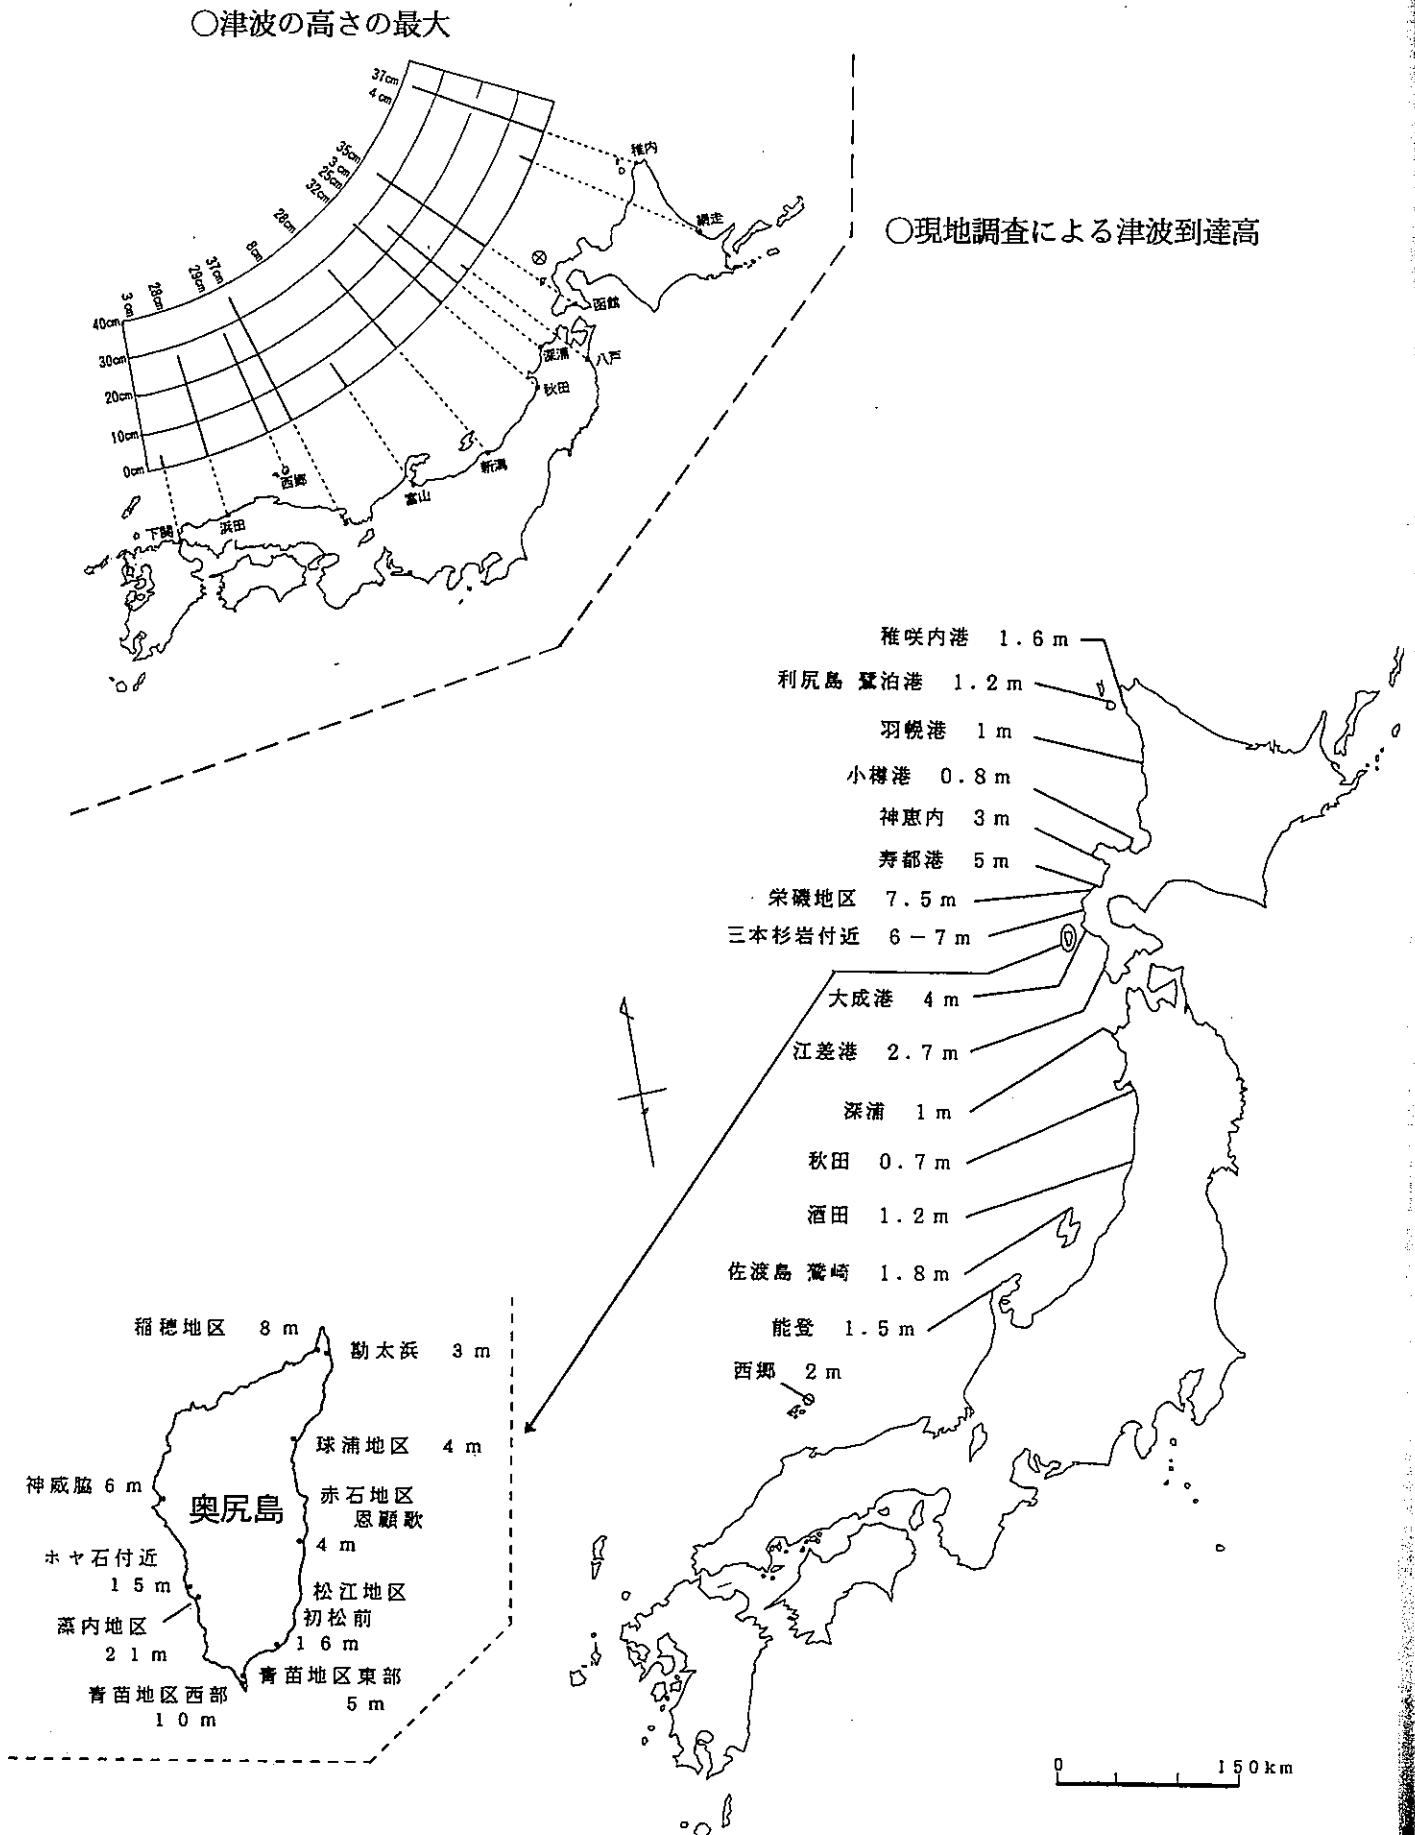 ○津波の高さの最大
37cm
4cm
35cm
3cm
25cm
32cm
28cm
8cm
37cm
29cm
28cm
3cm
40cm
30cm
20cm
10cm
0cm
稚内
網走
函館
深浦
八戸
秋田
新潟
富山
西郷
浜田
下関
○現地調査による津波到達高
稚咲内港 1.6m
利尻島 鴛泊港 1.2m
羽幌港 1m
小樽港 0.8m
神恵内 3m
寿都港 5m
栄磯地区 7.5m
三本杉岩付近 6-7m
大成港 4m
江差港 2.7m
深浦 1m
秋田 0.7m
酒田 1.2m
佐渡島 鷲崎 1.8m
能登 1.5m
西郷 2m
稲穂地区 8m
勘太浜 3m
球浦地区 4m
神威脇 6m
奥尻島
赤石地区
恩顧歌
4m
ホヤ石付近
15m
松江地区
初松前
16m
藻内地区
21m
青苗地区東部
5m
青苗地区西部
10m
0 150km